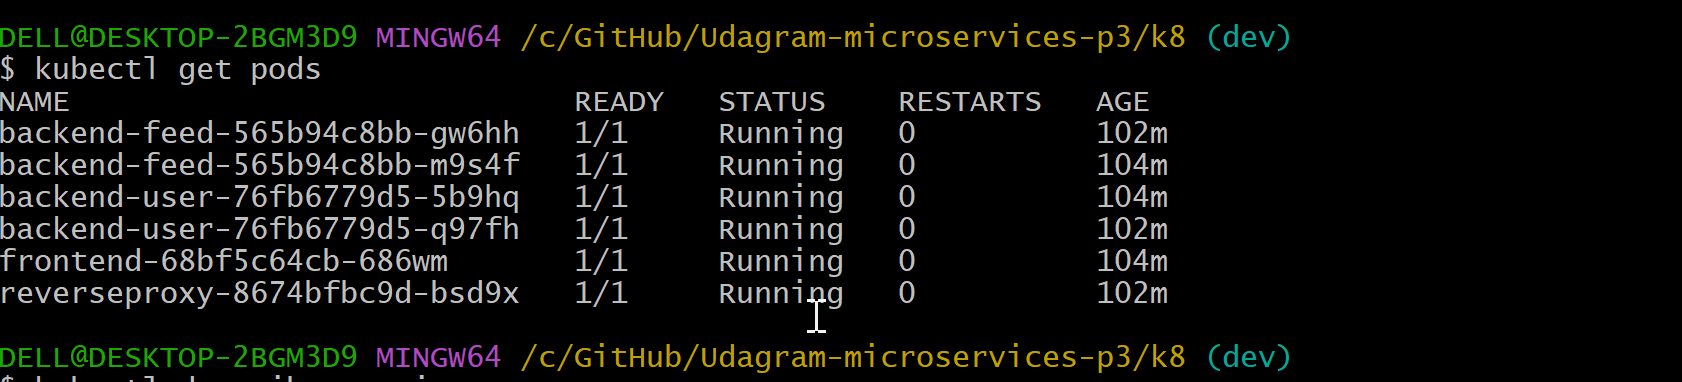 DELL@DESKTOP-2BGM3D9 MINGW64 /c/GitHub/Udagram-microservices-p3/k8 (dev)
$ kubectl get pods
NAME READY STATUS RESTARTS AGE
backend-feed-565b94c8bb-gw6hh 1/1 Running 0 102m
backend-feed-565b94c8bb-m9s4f 1/1 Running 0 104m
backend-user-76fb6779d5-5b9hq 1/1 Running 0 104m
backend-user-76fb6779d5-q97fh 1/1 Running 0 102m
frontend-68bf5c64cb-686wm 1/1 Running 0 104m
reverseproxy-8674bfbc9d-bsd9x 1/1 Running 0 102m
DELL@DESKTOP-2BGM3D9 MINGW64 /c/GitHub/Udagram-microservices-p3/k8 (dev)